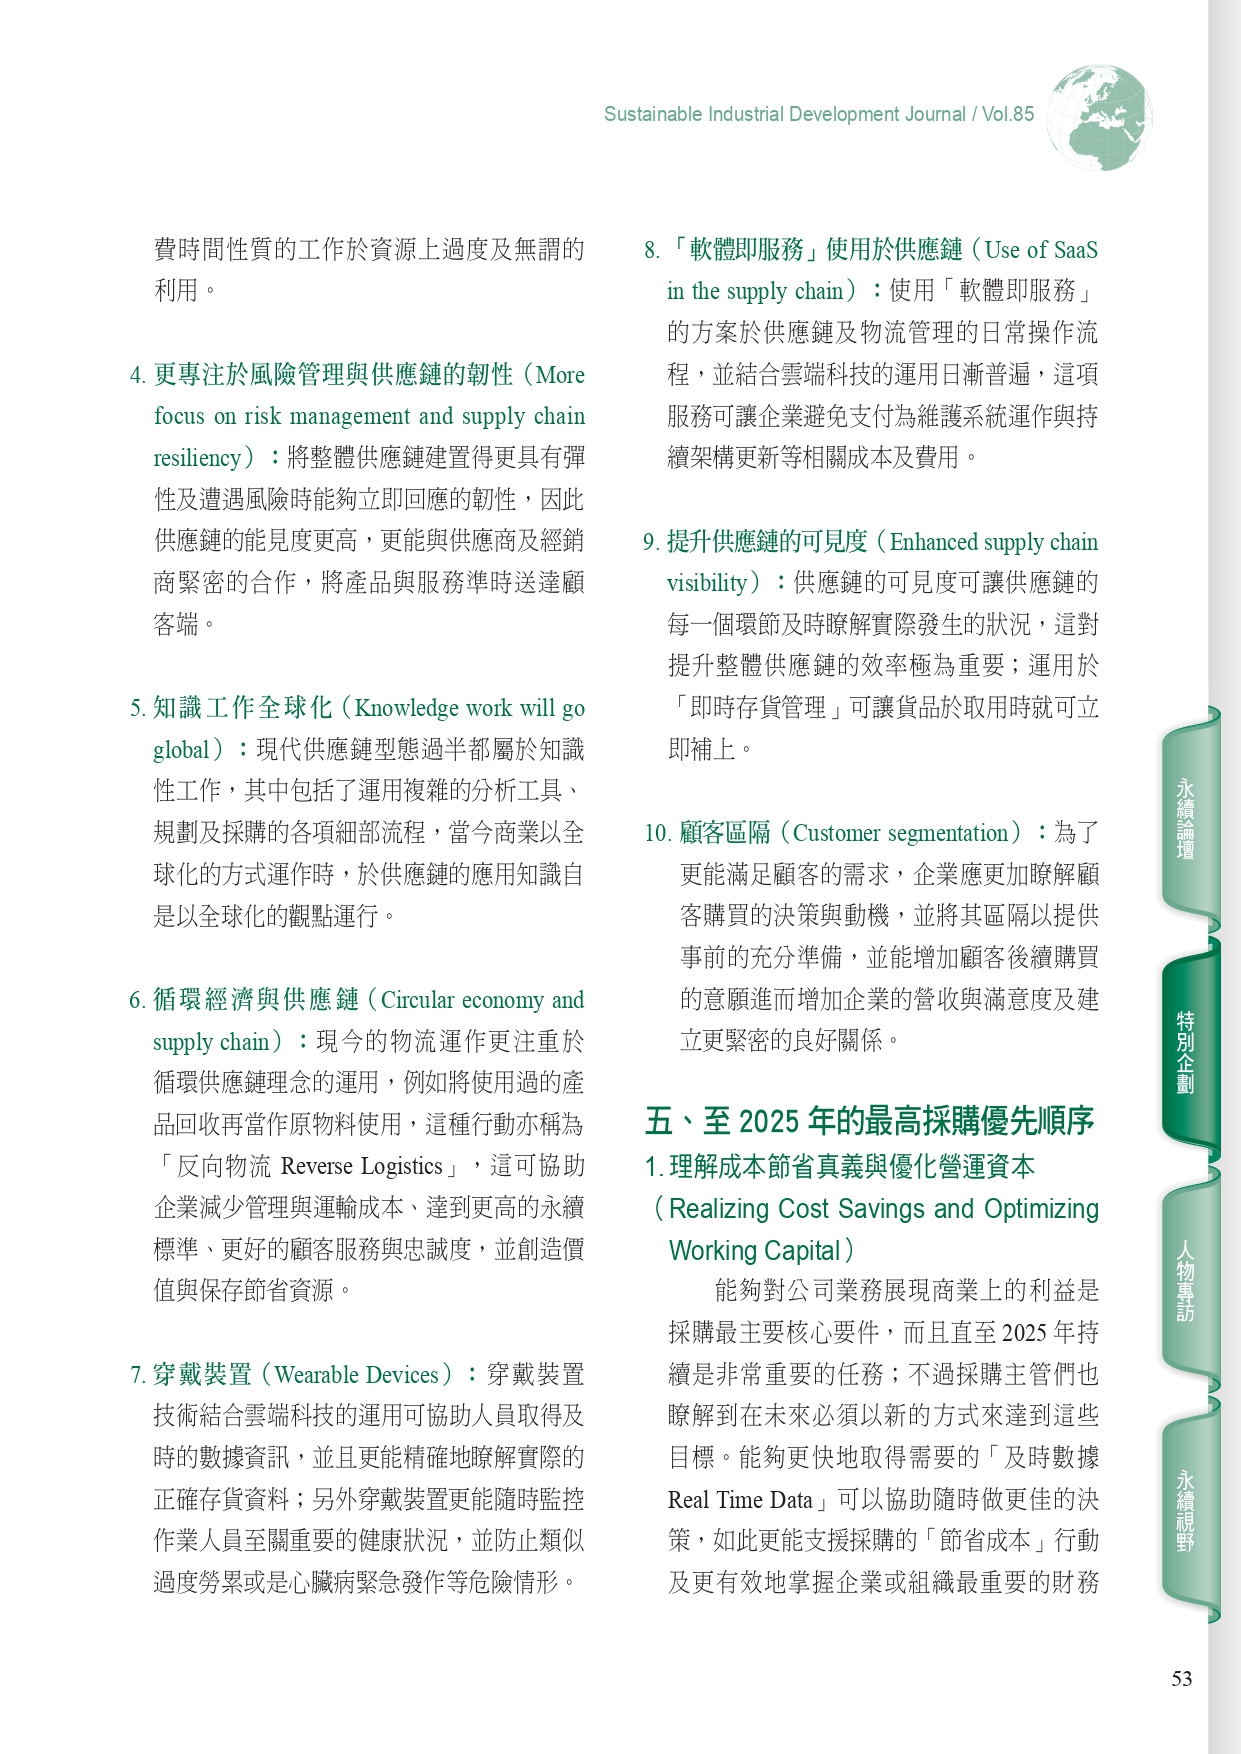 Sustainable Industrial Development Journal / Vol.85
費時間性質的工作於資源上過度及無謂的
利用。
4. 更專注於風險管理與供應鏈的韌性（More
focus on risk management and supply chain
resiliency）：將整體供應鏈建置得更具有彈
性及遭遇風險時能夠立即回應的韌性，因此
供應鏈的能見度更高，更能與供應商及經銷
商緊密的合作，將產品與服務準時送達顧
客端。
5. 知識工作全球化（Knowledge work will go
global）：現代供應鏈型態過半都屬於知識
性工作，其中包括了運用複雜的分析工具、
規劃及採購的各項細部流程，當今商業以全
球化的方式運作時，於供應鏈的應用知識自
是以全球化的觀點運行。
6. 循環經濟與供應鏈（Circular economy and
supply chain）：現今的物流運作更注重於
循環供應鏈理念的運用，例如將使用過的產
品回收再當作原物料使用，這種行動亦稱為
「反向物流 Reverse Logistics」，這可協助
企業減少管理與運輸成本、達到更高的永續
標準、更好的顧客服務與忠誠度，並創造價
值與保存節省資源。
7. 穿戴裝置（Wearable Devices）：穿戴裝置
技術結合雲端科技的運用可協助人員取得及
時的數據資訊，並且更能精確地瞭解實際的
正確存貨資料；另外穿戴裝置更能隨時監控
作業人員至關重要的健康狀況，並防止類似
過度勞累或是心臟病緊急發作等危險情形。
8. 「軟體即服務」使用於供應鏈（Use of SaaS
in the supply chain）：使用「軟體即服務」
的方案於供應鏈及物流管理的日常操作流
程，並結合雲端科技的運用日漸普遍，這項
服務可讓企業避免支付為維護系統運作與持
續架構更新等相關成本及費用。
9. 提升供應鏈的可見度（Enhanced supply chain
visibility）：供應鏈的可見度可讓供應鏈的
每一個環節及時瞭解實際發生的狀況，這對
提升整體供應鏈的效率極為重要；運用於
「即時存貨管理」可讓貨品於取用時就可立
即補上。
10. 顧客區隔（Customer segmentation）：為了
更能滿足顧客的需求，企業應更加瞭解顧
客購買的決策與動機，並將其區隔以提供
事前的充分準備，並能增加顧客後續購買
的意願進而增加企業的營收與滿意度及建
立更緊密的良好關係。
五、至 2025 年的最高採購優先順序
1. 理解成本節省真義與優化營運資本
（Realizing Cost Savings and Optimizing
Working Capital）
能夠對公司業務展現商業上的利益是
採購最主要核心要件，而且直至 2025 年持
續是非常重要的任務；不過採購主管們也
瞭解到在未來必須以新的方式來達到這些
目標。能夠更快地取得需要的「及時數據
Real Time Data」可以協助隨時做更佳的決
策，如此更能支援採購的「節省成本」行動
及更有效地掌握企業或組織最重要的財務
永續論壇
特別企劃
人物專訪
永續視野
53